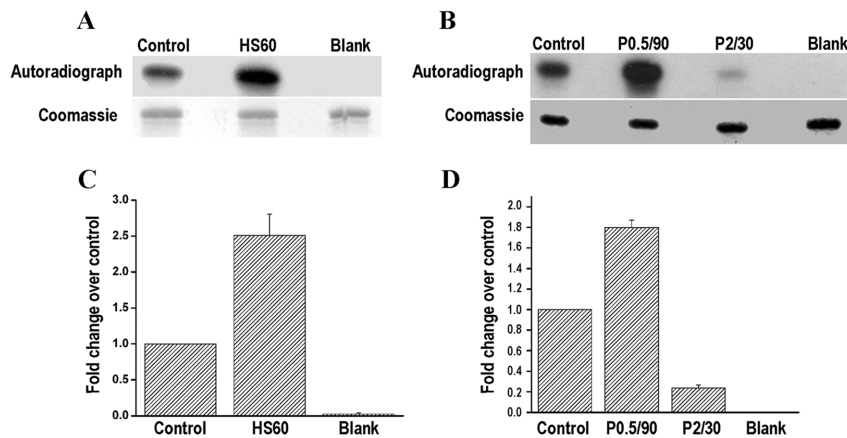 A
Control HS60 Blank
Autoradiograph
Coomassie
B
Control P0.5/90 P2/30 Blank
Autoradiograph
Coomassie
C
Fold change over control
3.0
2.5
1.5
1.0
0.5
0.0
Control HS60 Blank
D
Fold change over control
2.0
1.8
1.6
1.4
1.2
1.0
0.8
0.6
0.4
0.2
0.0
Control P0.5/90 P2/30 Blank